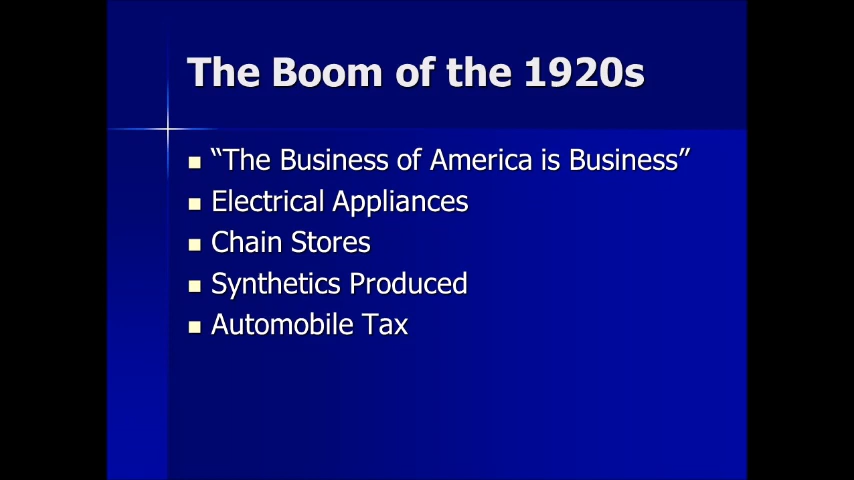 The Boom of the 1920s
“The Business of America is Business”
Electrical Appliances
Chain Stores
Synthetics Produced
Automobile Tax